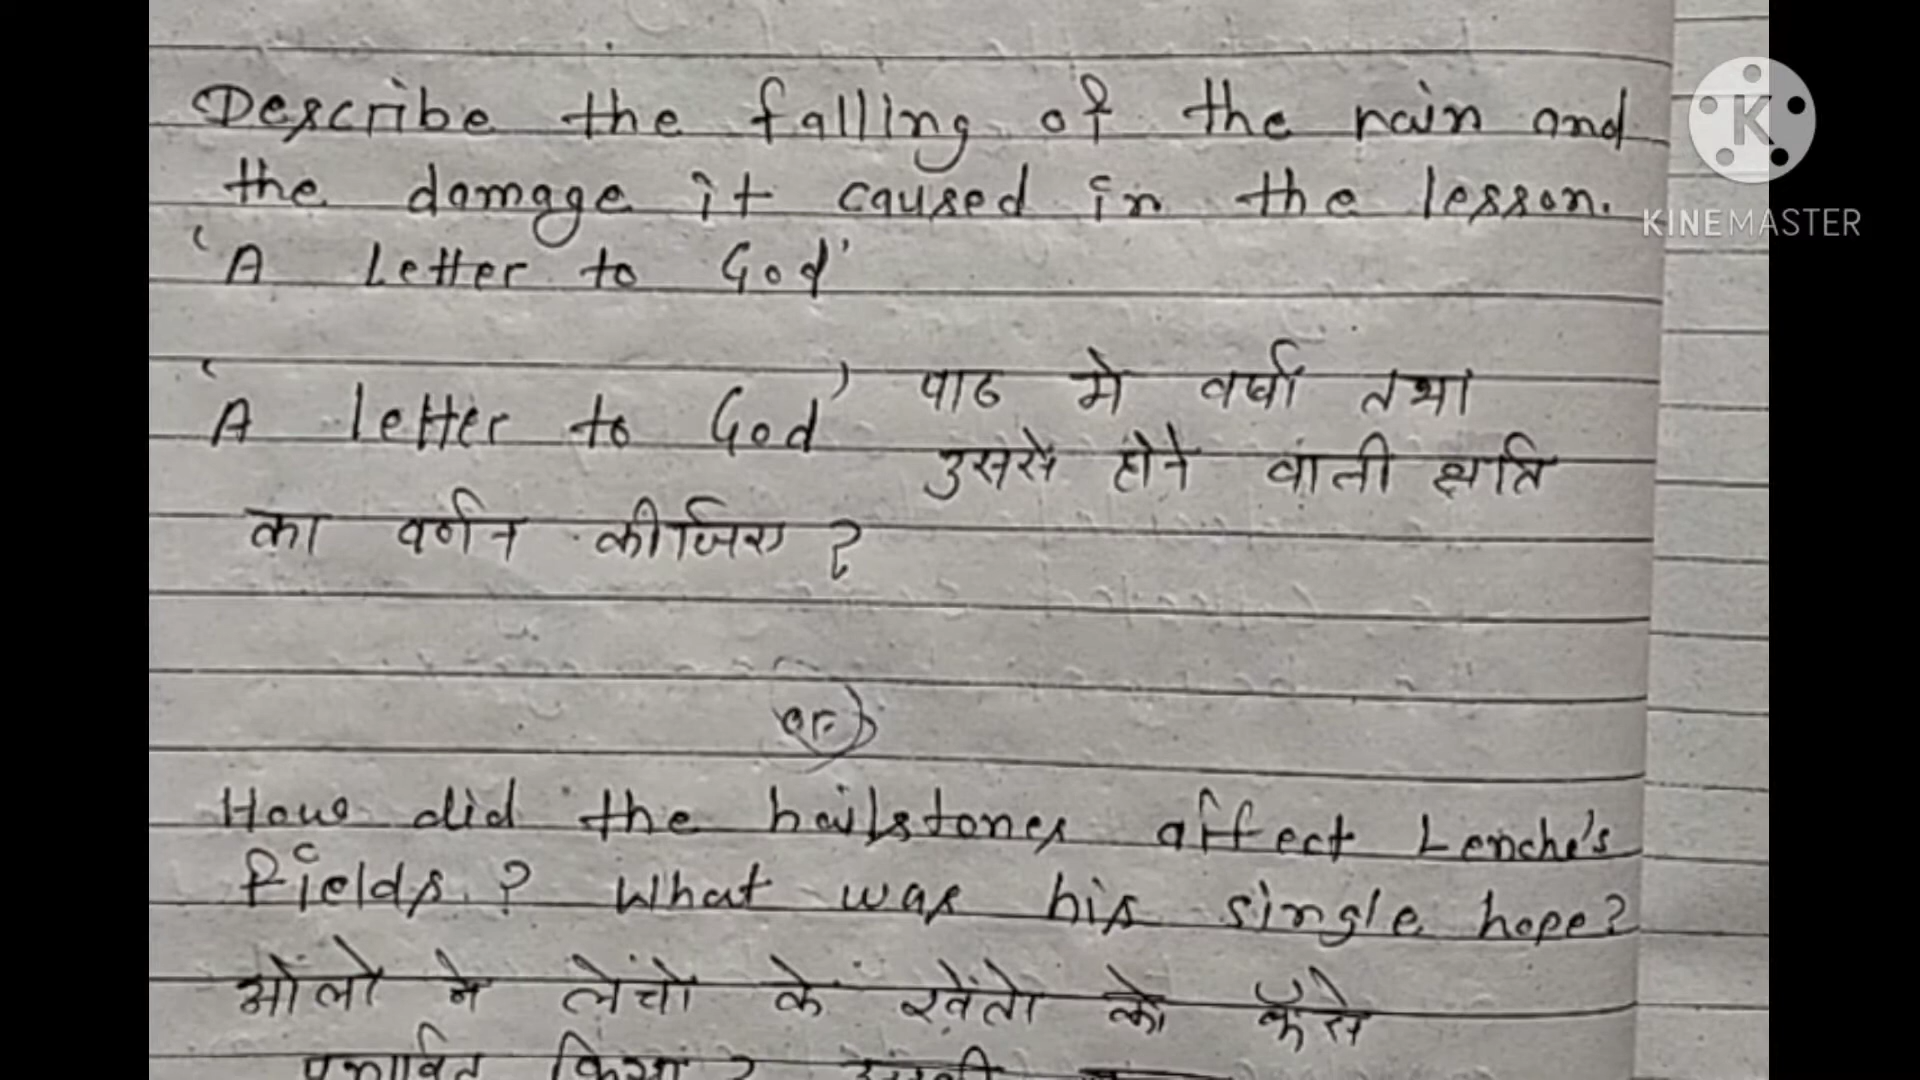 Describe the falling of the rain and
the damage it caused in the lesson.
'A Letter to God'
'A letter to God' पाठ मे वर्षा तथा
उससे होने वाली क्षति
का वर्णन कीजिए ?
or
How did the hailstones affect Lencho's
fields ? What was his single hope?
ओलो ने लेंचो के खेंतो को कैसे
प्रभावित किया ? उसकी
K
KINEMASTER